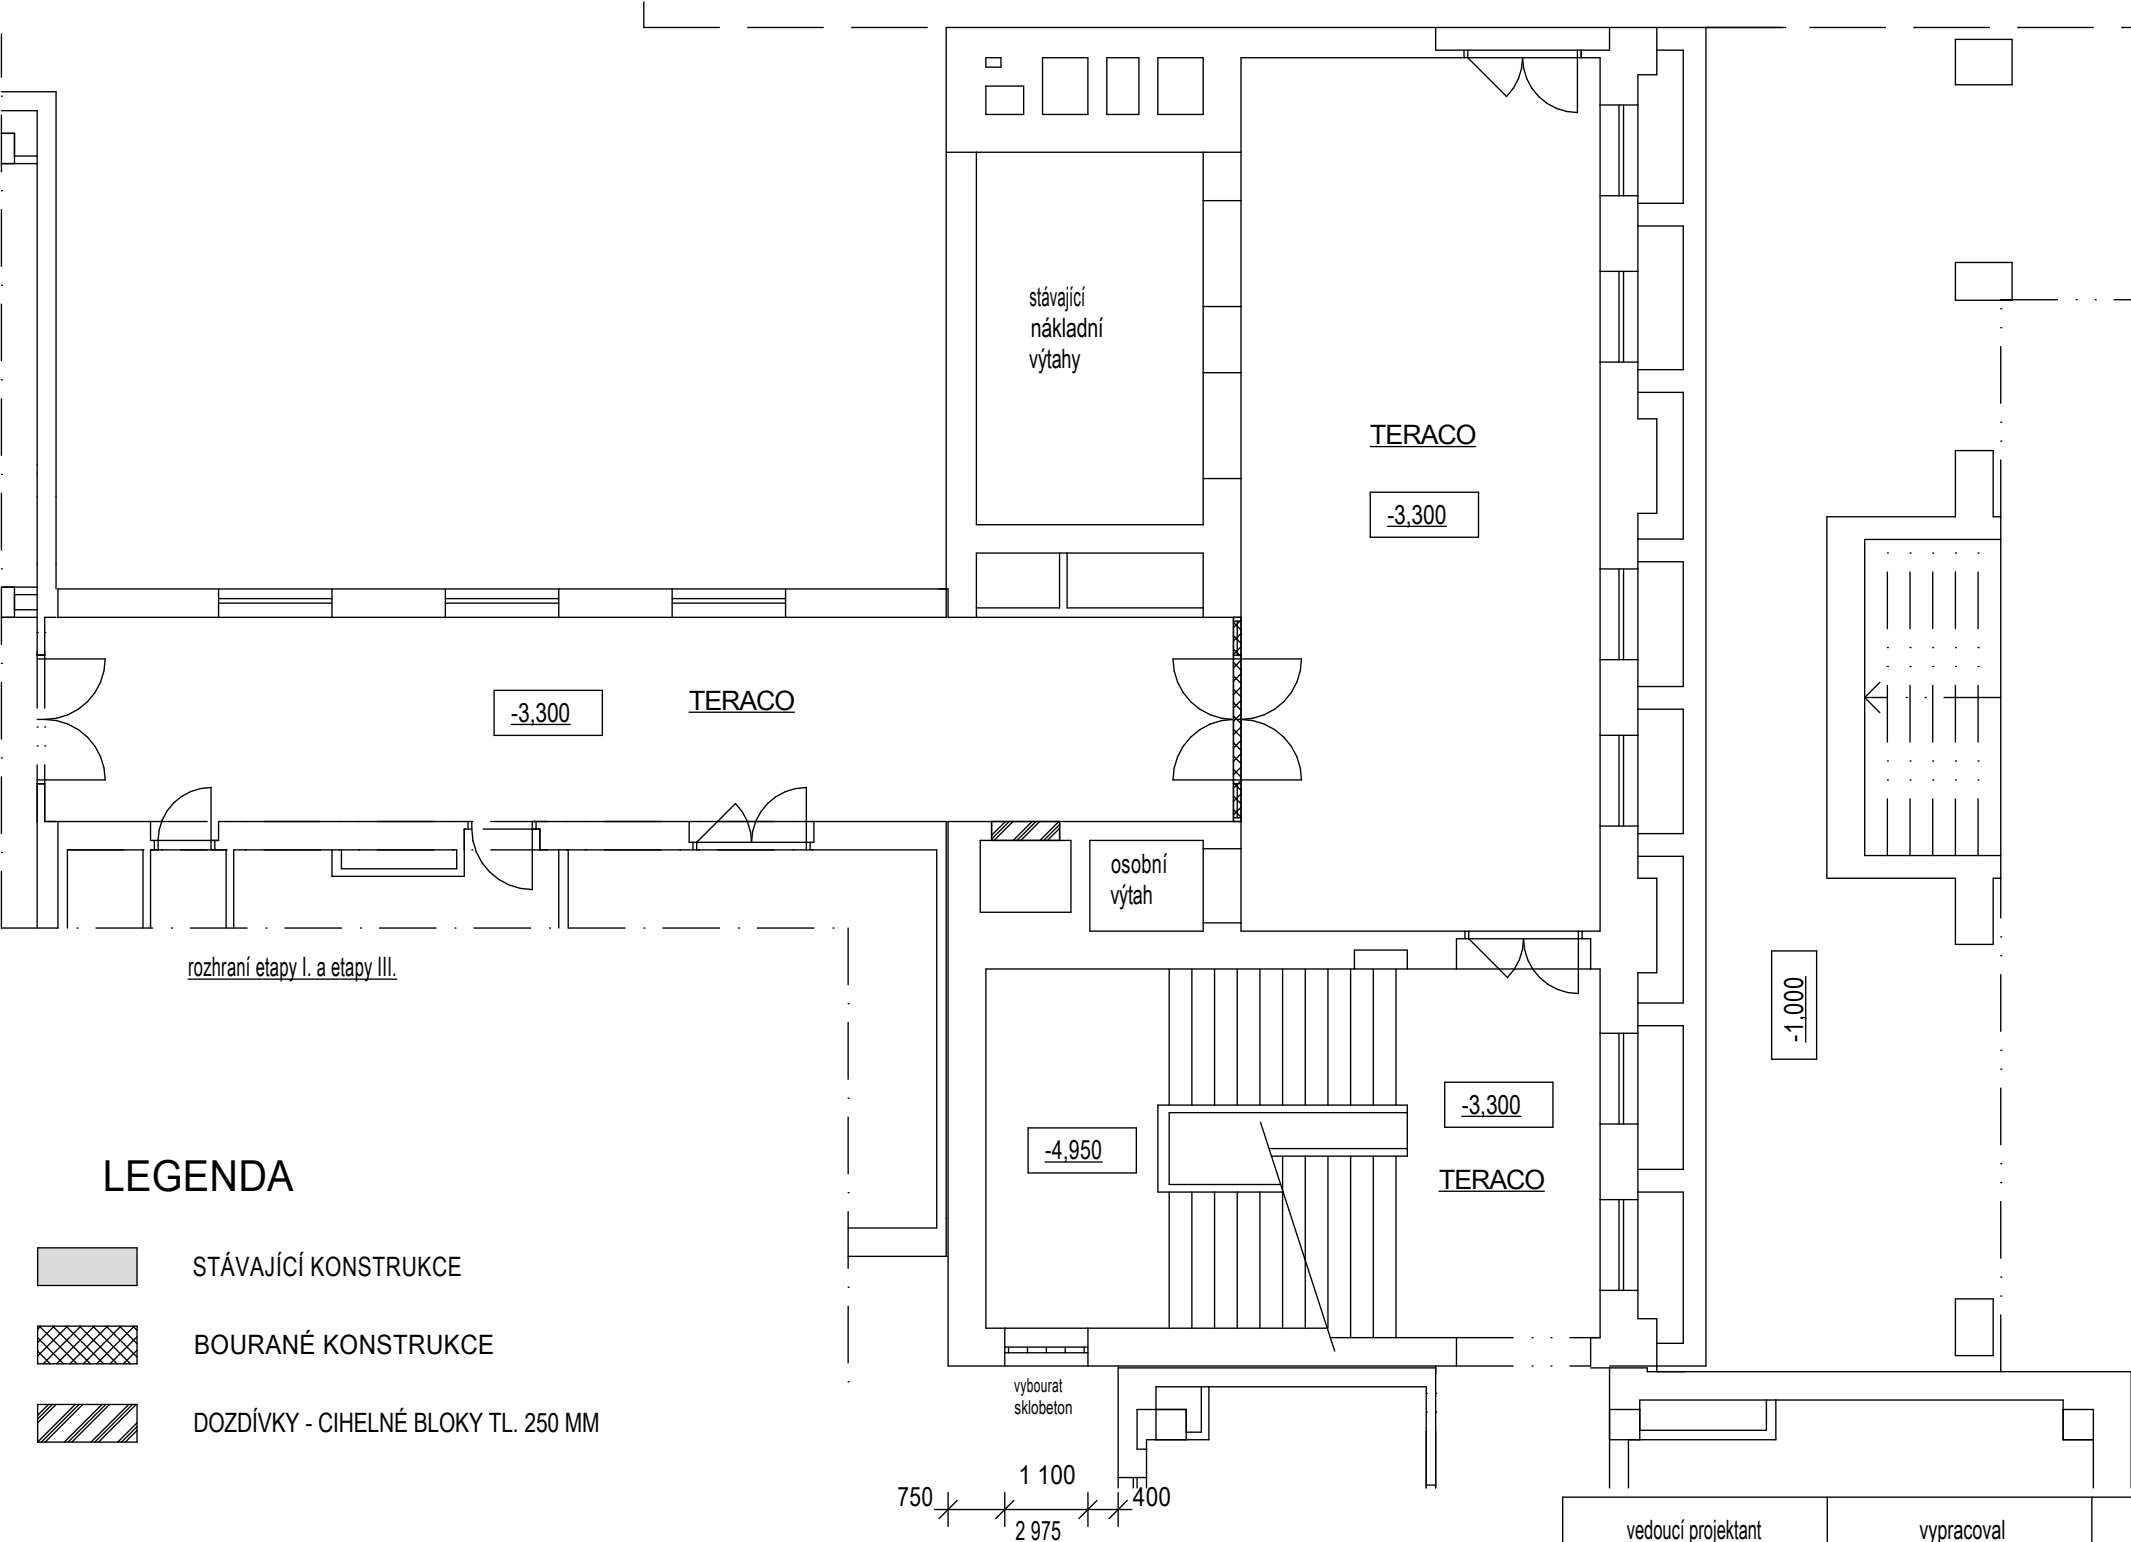 stávající
nákladní
výtahy
TERACO
-3,300
-3,300
TERACO
osobní
výtah
rozhraní etapy I. a etapy III.
-1,000
-3,300
-4,950
TERACO
LEGENDA
STÁVAJÍCÍ KONSTRUKCE
BOURANÉ KONSTRUKCE
DOZDÍVKY - CIHELNÉ BLOKY TL. 250 MM
vybourat
sklobeton
1 100
750
400
2 975
vedoucí projektant
vypracoval